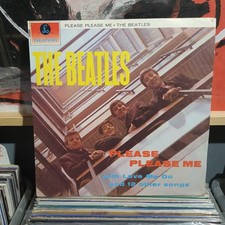 PLEASE PLEASE ME • THE BEATLES
THE BEATLES
PLEASE
PLEASE ME
with Love Me Do
and 12 other songs